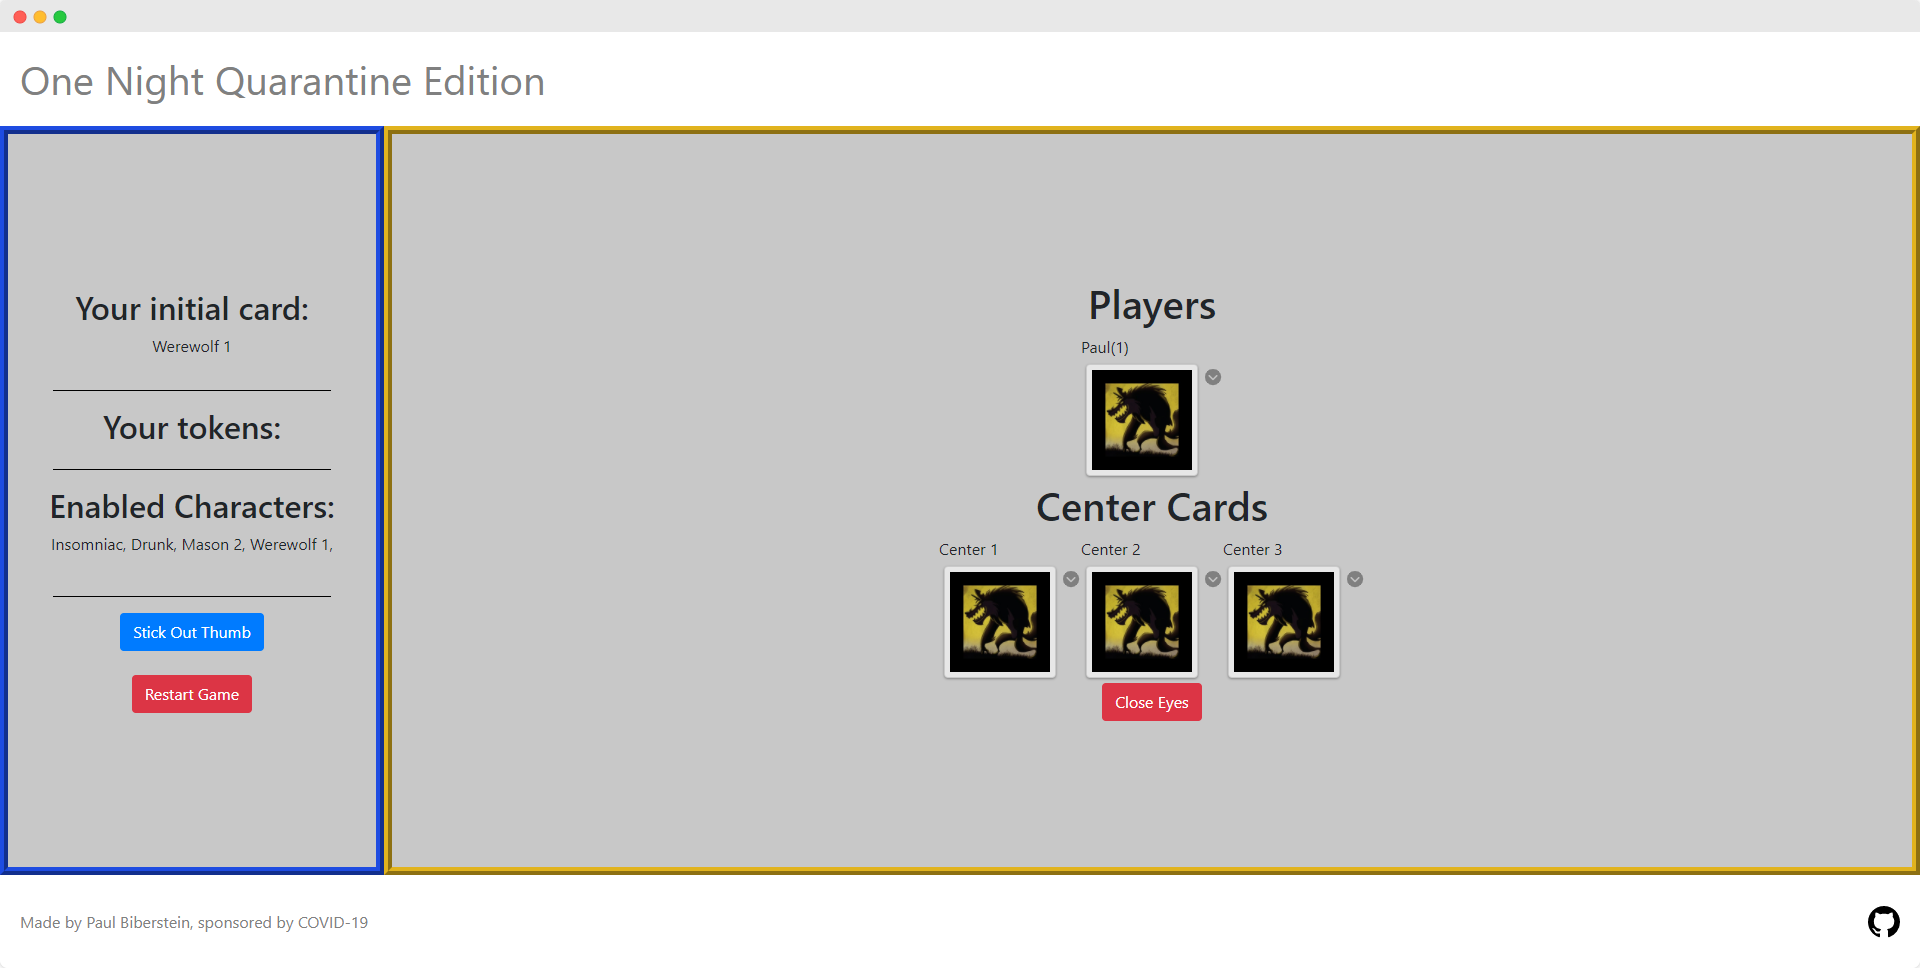 One Night Quarantine Edition
Your initial card:
Werewolf 1
Your tokens:
Enabled Characters:
Insomniac, Drunk, Mason 2, Werewolf 1,
Stick Out Thumb
Restart Game
Players
Paul(1)
Center Cards
Center 1 Center 2 Center 3
Close Eyes
Made by Paul Biberstein, sponsored by COVID-19